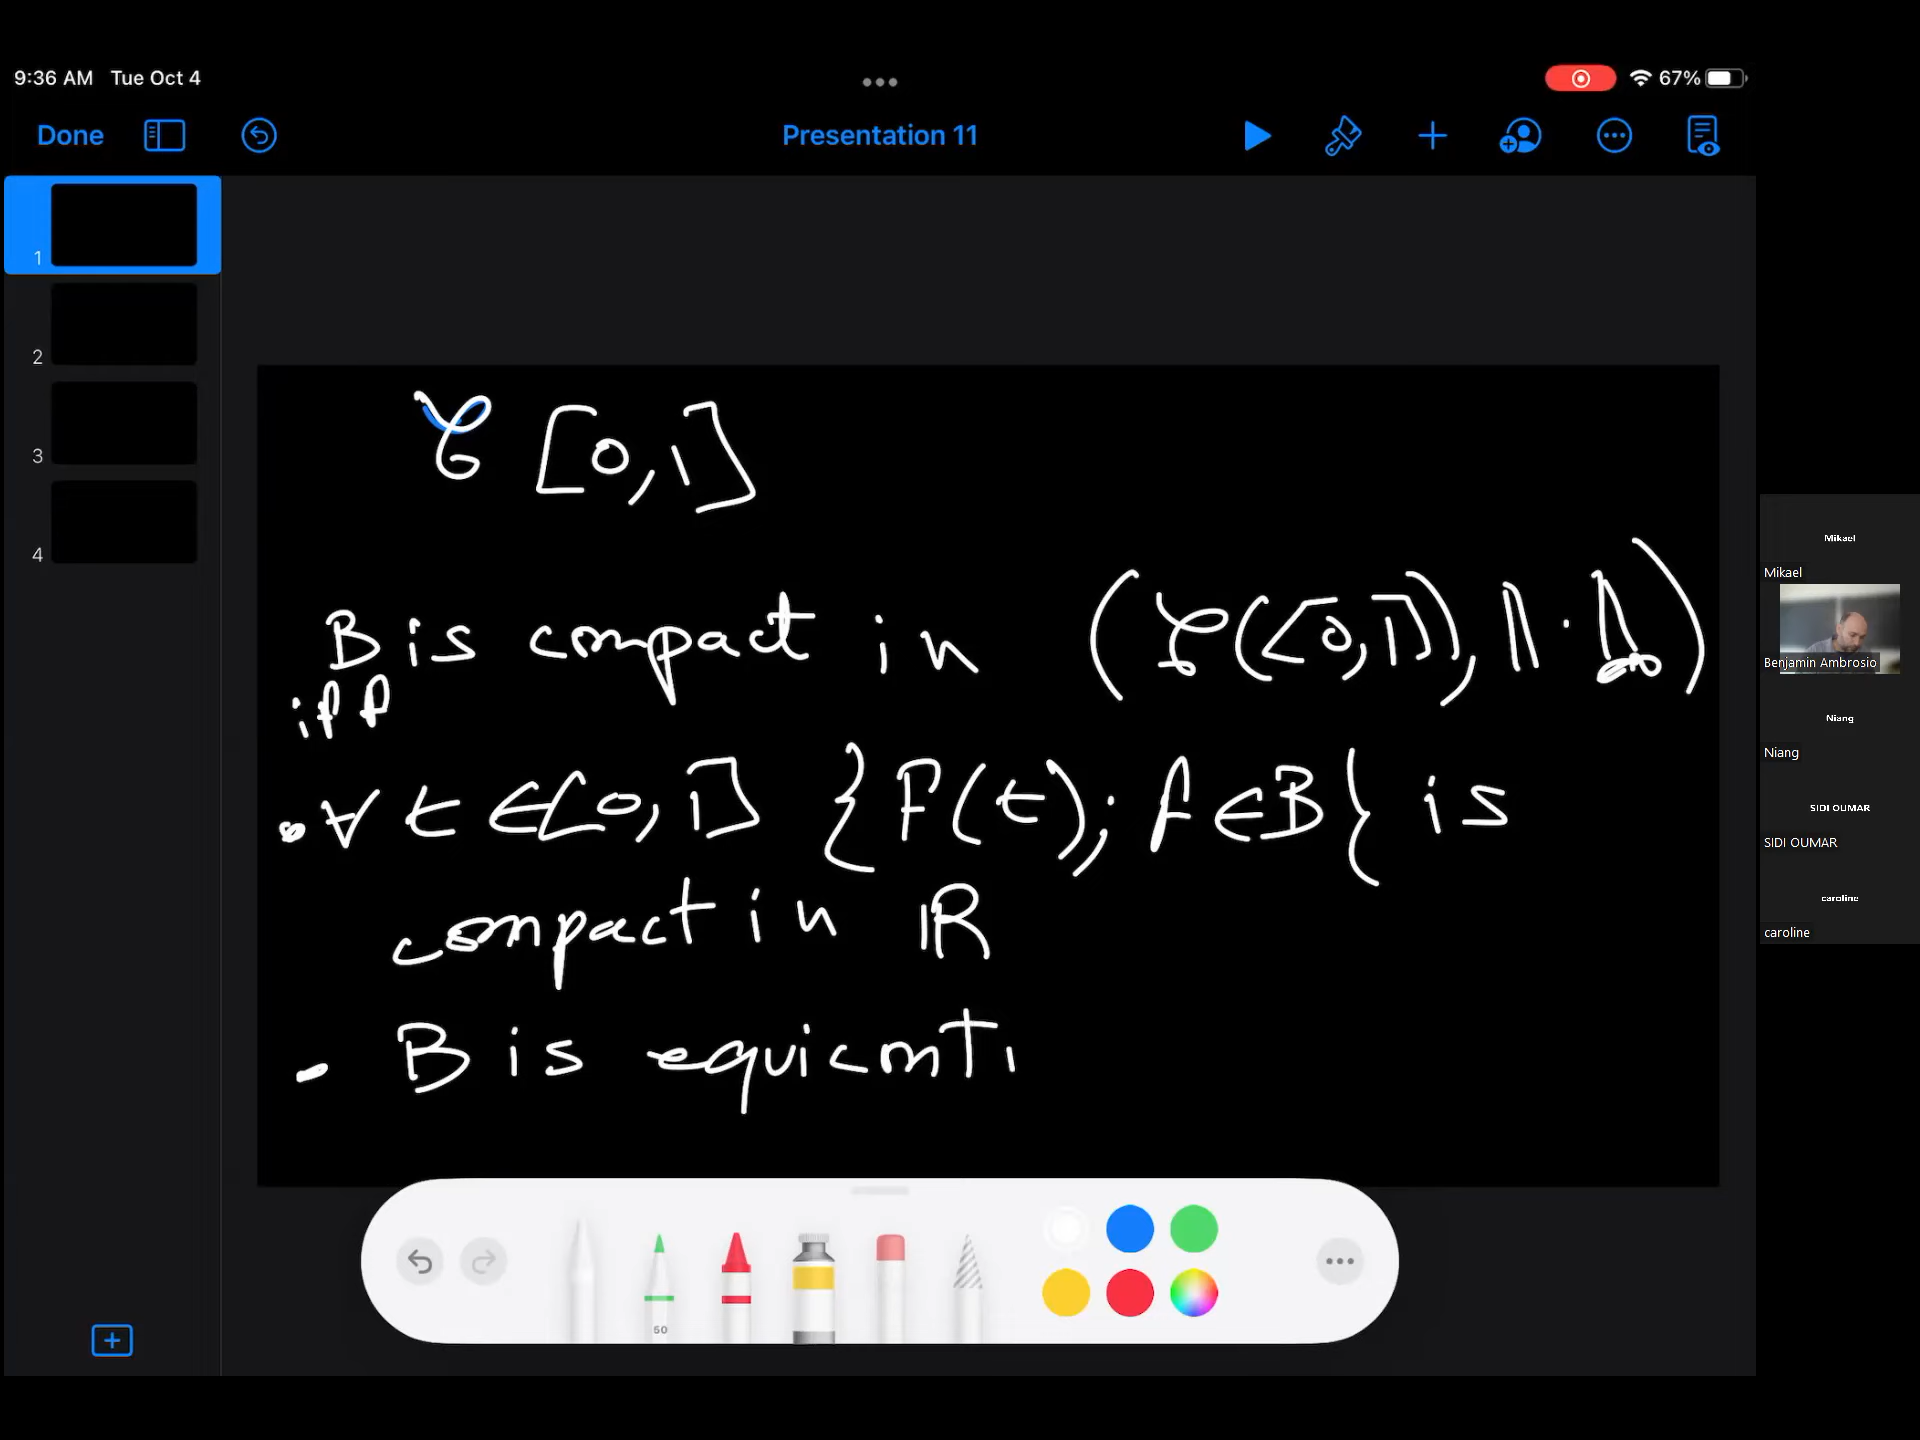 9:36 AM Tue Oct 4
67%
Done
Presentation 11
1
2
3
4
𝒞 [0,1]
B is compact in (𝒞([0,1]), ‖·‖∞)
iff
• ∀ t ∈ [0,1] {f(t); f ∈ B} is
compact in ℝ
- B is equiconti
50
Mikael
Mikael
Benjamin Ambrosio
Niang
Niang
SIDI OUMAR
SIDI OUMAR
caroline
caroline